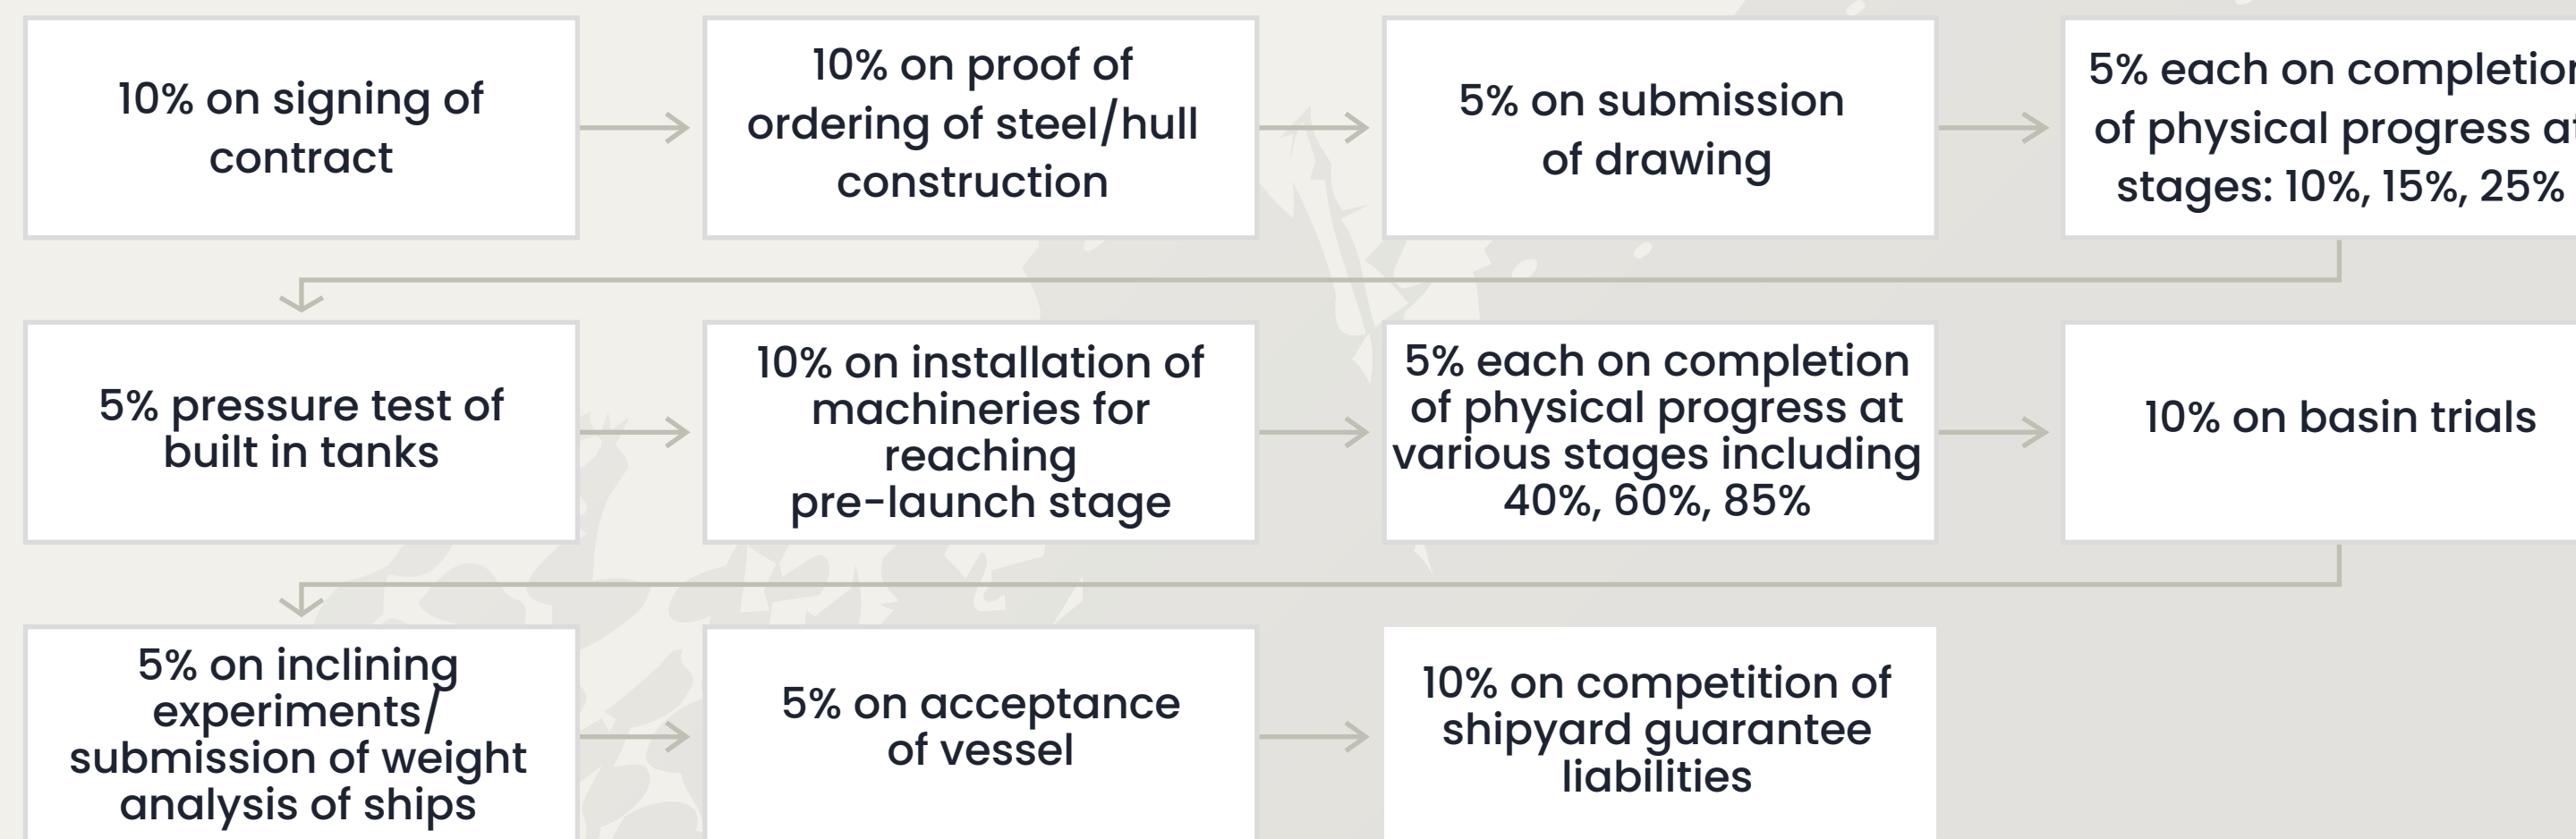 10% on signing of
contract
10% on proof of
ordering of steel/hull
construction
5% on submission
of drawing
5% each on completion
of physical progress at
stages: 10%, 15%, 25%
5% pressure test of
built in tanks
10% on installation of
machineries for
reaching
pre-launch stage
5% each on completion
of physical progress at
various stages including
40%, 60%, 85%
10% on basin trials
5% on inclining
experiments/
submission of weight
analysis of ships
5% on acceptance
of vessel
10% on competition of
shipyard guarantee
liabilities